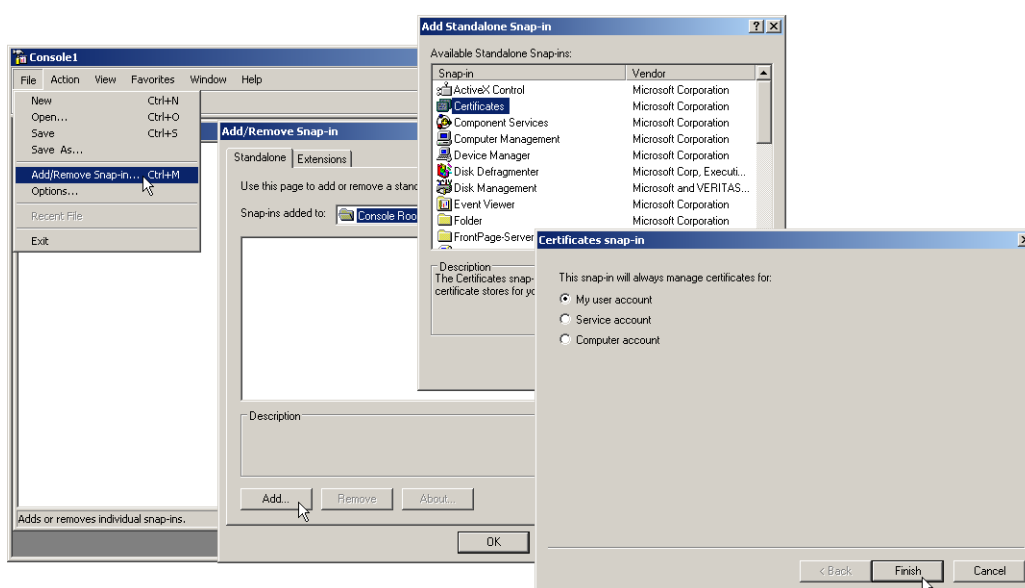 Console1
File Action View Favorites Window Help
New Ctrl+N
Open... Ctrl+O
Save Ctrl+S
Save As...
Add/Remove Snap-in... Ctrl+M
Options...
Recent File
Exit
Adds or removes individual snap-ins.
Add/Remove Snap-in
Standalone Extensions
Use this page to add or remove a stand
Snap-ins added to: Console Roo
Description
Add... Remove About...
OK
Add Standalone Snap-in
Available Standalone Snap-ins:
Snap-in Vendor
ActiveX Control Microsoft Corporation
Certificates Microsoft Corporation
Component Services Microsoft Corporation
Computer Management Microsoft Corporation
Device Manager Microsoft Corporation
Disk Defragmenter Microsoft Corp, Executi...
Disk Management Microsoft and VERITAS...
Event Viewer Microsoft Corporation
Folder Microsoft Corporation
FrontPage-Server
Description
The Certificates snap-
certificate stores for yo
Certificates snap-in
This snap-in will always manage certificates for:
My user account
Service account
Computer account
< Back Finish Cancel